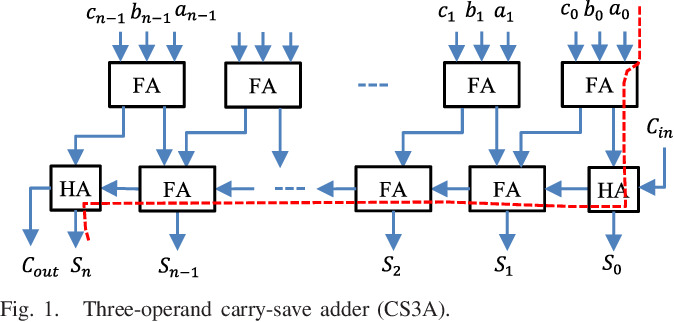 c_{n−1} b_{n−1} a_{n−1} c_1 b_1 a_1 c_0 b_0 a_0
FA FA FA FA
C_{in}
HA FA FA FA HA
C_{out} S_n S_{n−1} S_2 S_1 S_0
Fig. 1. Three-operand carry-save adder (CS3A).